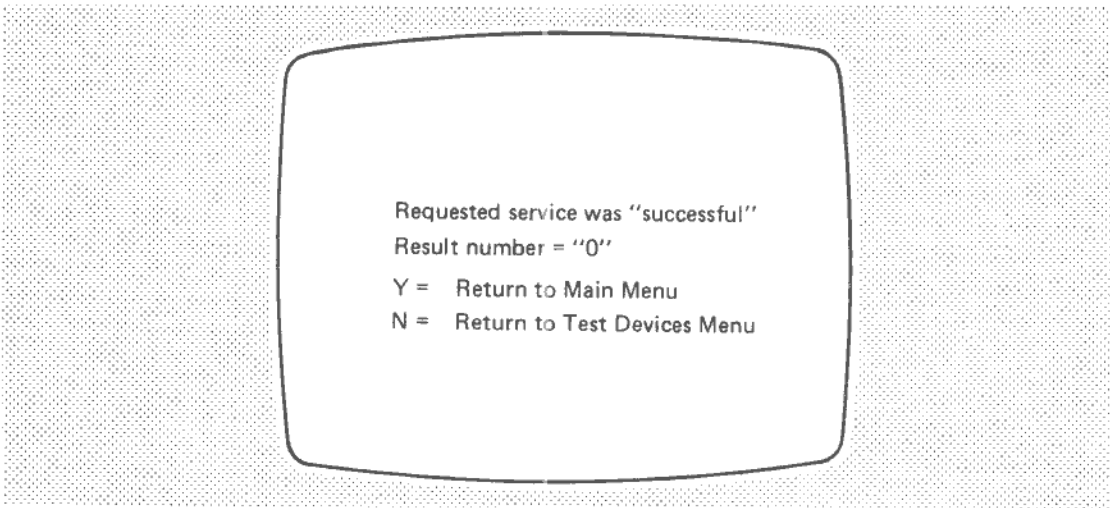 Requested service was "successful"
Result number = "0"
Y = Return to Main Menu
N = Return to Test Devices Menu